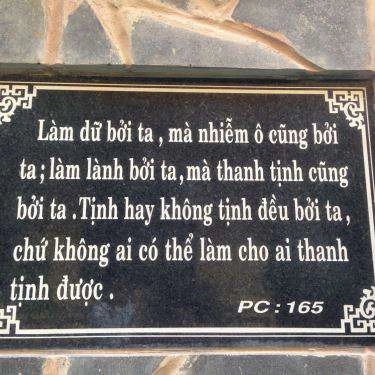 Làm dữ bởi ta, mà nhiễm ô cũng bởi
ta; làm lành bởi ta, mà thanh tịnh cũng
bởi ta. Tịnh hay không tịnh đều bởi ta,
chứ không ai có thể làm cho ai thanh
tịnh được.
PC: 165